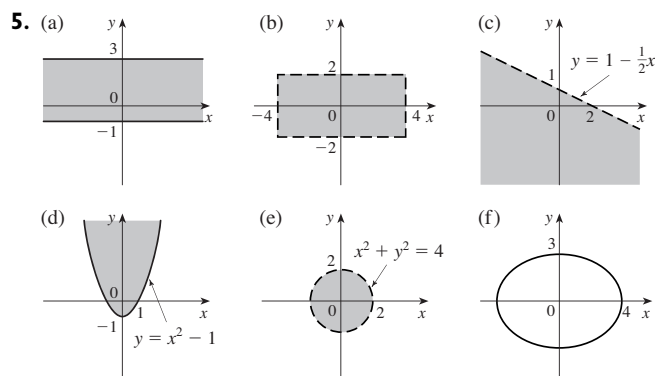 5. (a)
y
3
0
x
−1
(b)
y
2
−4
0
4 x
−2
(c)
y
y = 1 − ½x
1
0
2
x
(d)
y
0
1
x
−1
y = x² − 1
(e)
y
x² + y² = 4
2
0
2
x
(f)
y
3
0
4 x